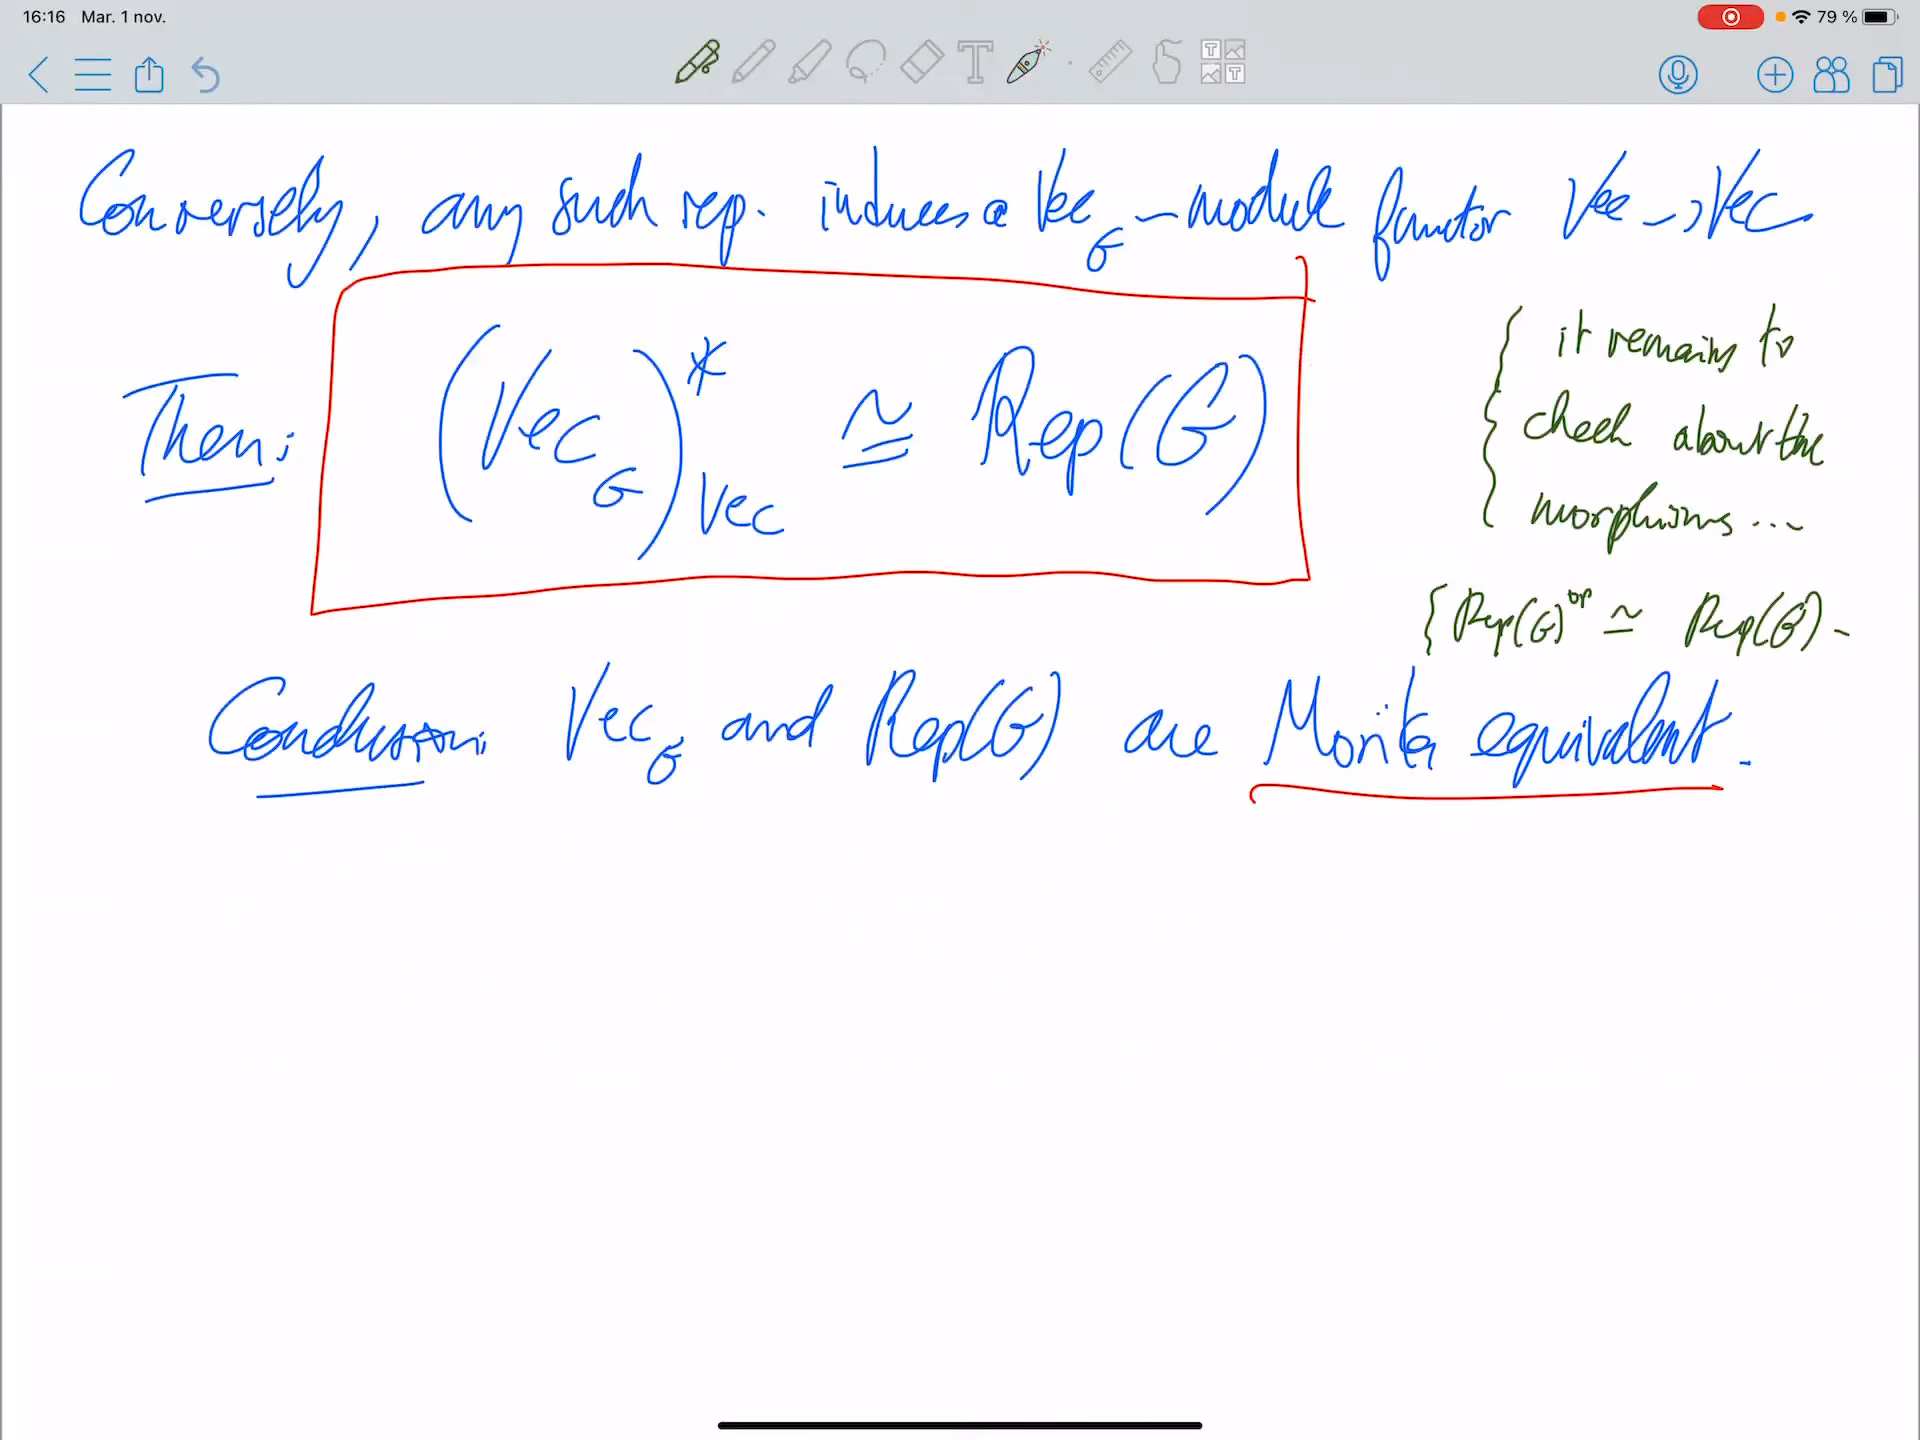 16:16 Mar. 1 nov. 79 %
Conversely, any such rep. induces a Vec_G -module functor Vec -> Vec
Then: (Vec_G)^*_Vec ≅ Rep(G)
{ it remains to
check about the
morphisms ...
{ Rep(G)^op ≃ Rep(G) -
Conclusion: Vec_G and Rep(G) are Morita equivalent.